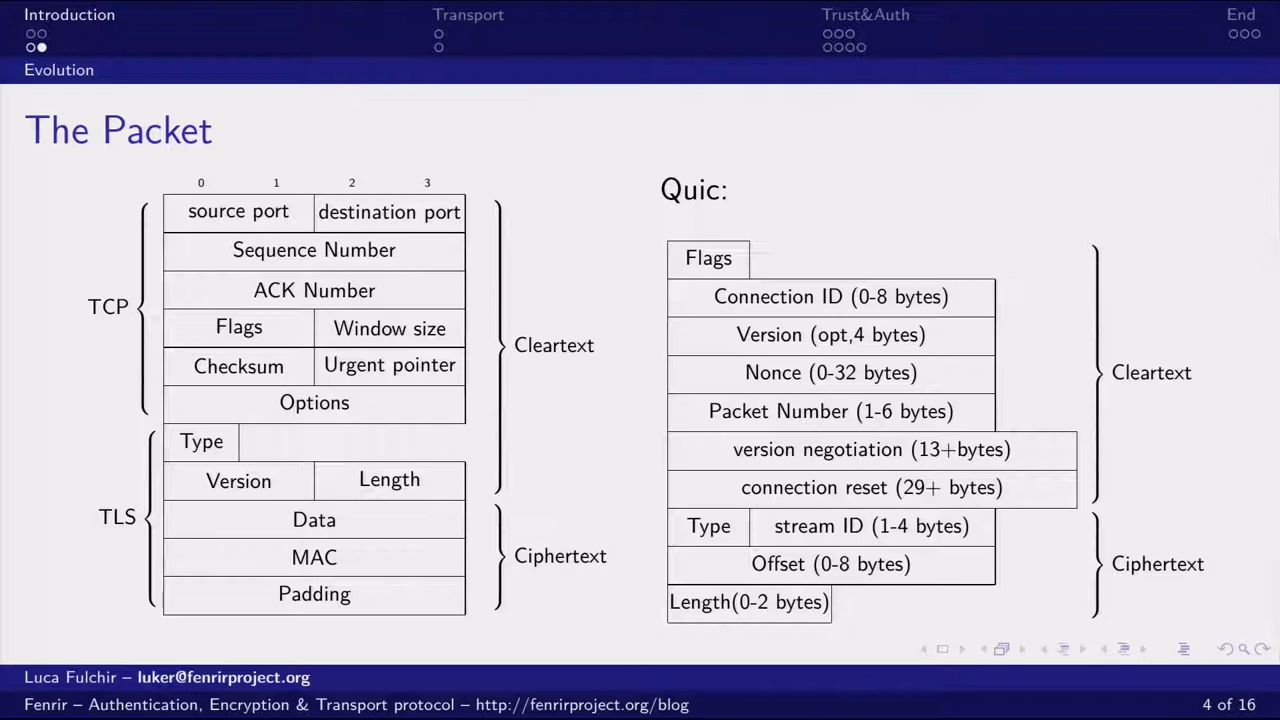 Introduction
Transport
Trust&Auth
End
Evolution
The Packet
0 1 2 3
source port destination port
Sequence Number
ACK Number
Flags Window size
Checksum Urgent pointer
Options
Type
Version Length
Data
MAC
Padding
TCP
TLS
Cleartext
Ciphertext
Quic:
Flags
Connection ID (0-8 bytes)
Version (opt,4 bytes)
Nonce (0-32 bytes)
Packet Number (1-6 bytes)
version negotiation (13+bytes)
connection reset (29+ bytes)
Type stream ID (1-4 bytes)
Offset (0-8 bytes)
Length(0-2 bytes)
Cleartext
Ciphertext
Luca Fulchir – luker@fenrirproject.org
Fenrir – Authentication, Encryption & Transport protocol – http://fenrirproject.org/blog
4 of 16